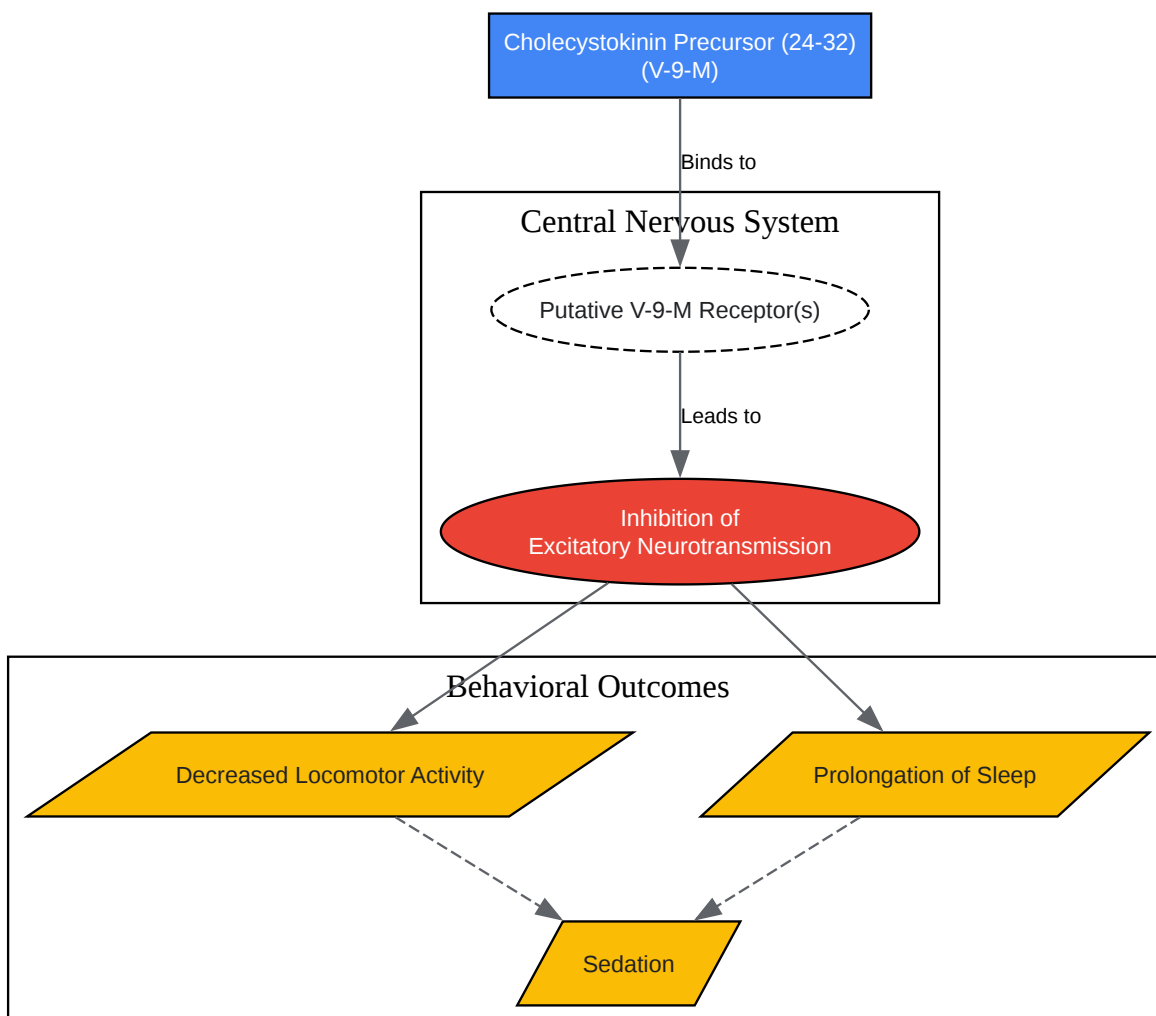 Cholecystokinin Precursor (24-32)
(V-9-M)
Binds to
Central Nervous System
Putative V-9-M Receptor(s)
Leads to
Inhibition of
Excitatory Neurotransmission
Behavioral Outcomes
Decreased Locomotor Activity
Prolongation of Sleep
Sedation